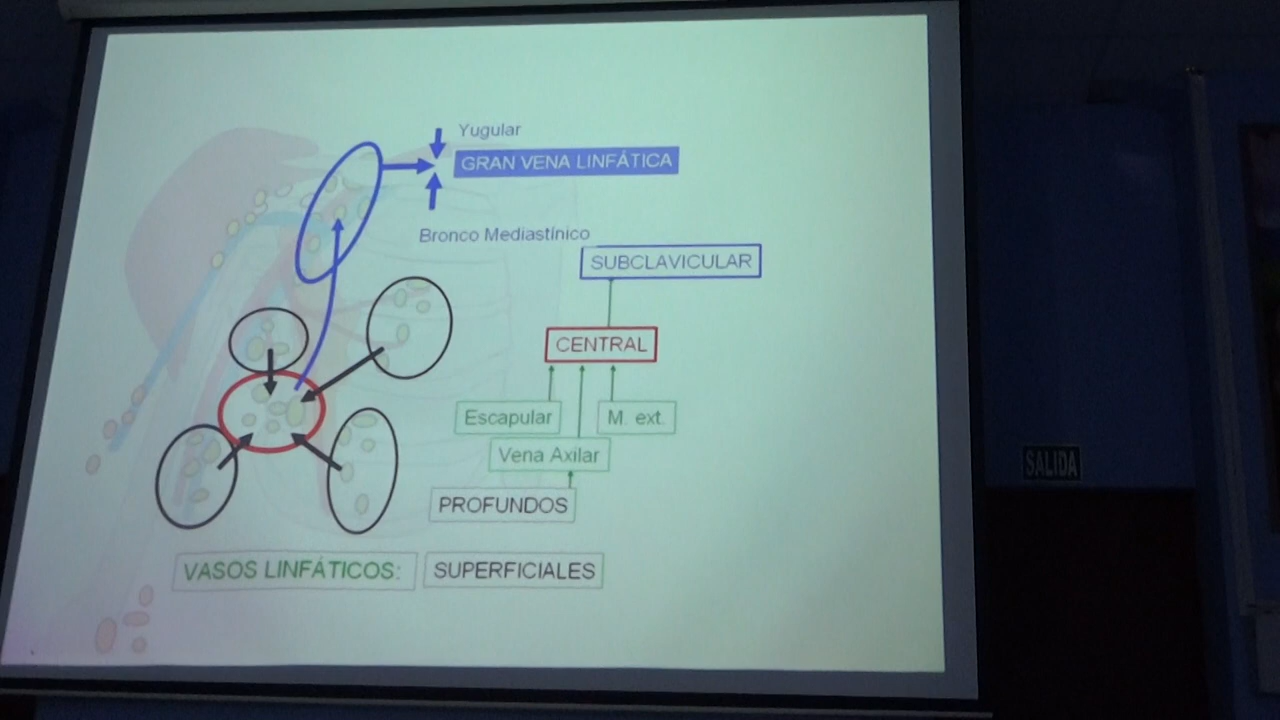 Yugular
GRAN VENA LINFÁTICA
Bronco Mediastínico
SUBCLAVICULAR
CENTRAL
Escapular
M. ext.
Vena Axilar
PROFUNDOS
VASOS LINFÁTICOS:
SUPERFICIALES
SALIDA